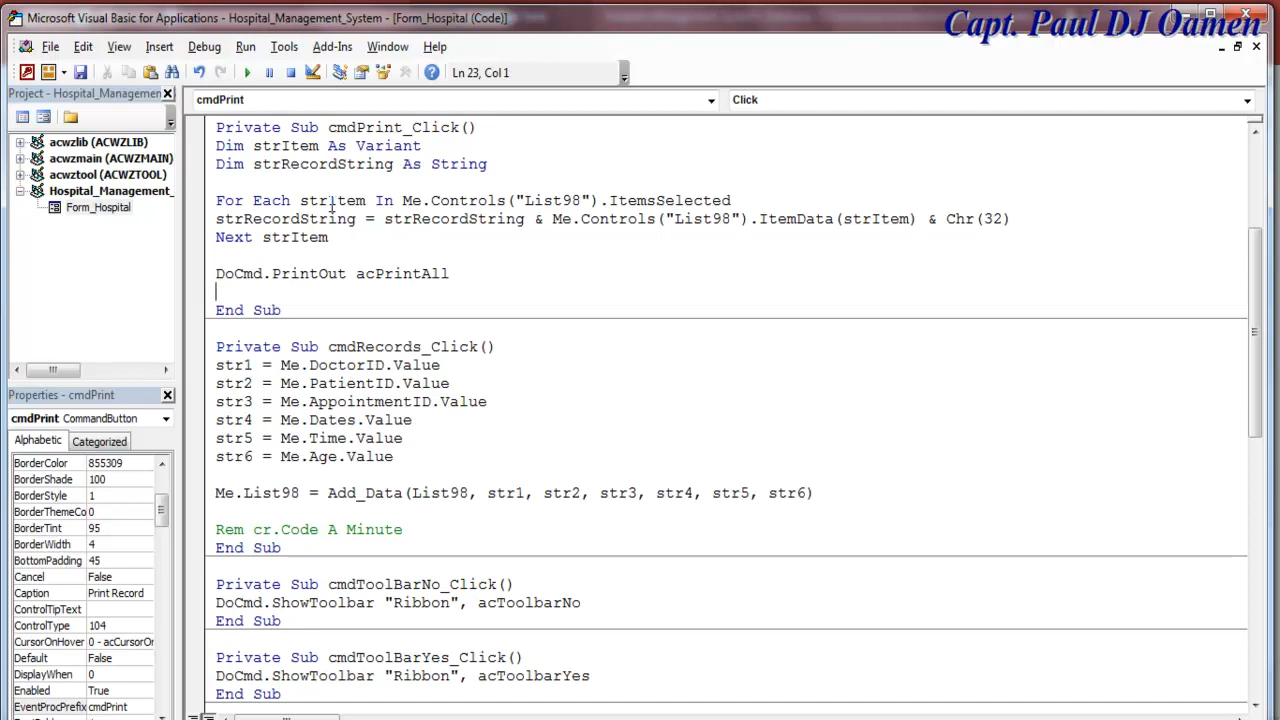 Microsoft Visual Basic for Applications - Hospital_Management_System - [Form_Hospital (Code)]
Capt. Paul DJ Oamen
File Edit View Insert Debug Run Tools Add-Ins Window Help
Ln 23, Col 1
Project - Hospital_Managemen
cmdPrint
Click
acwzlib (ACWZLIB)
acwzmain (ACWZMAIN)
acwztool (ACWZTOOL)
Hospital_Management_
Form_Hospital
Private Sub cmdPrint_Click()
Dim strItem As Variant
Dim strRecordString As String
For Each strItem In Me.Controls("List98").ItemsSelected
strRecordString = strRecordString & Me.Controls("List98").ItemData(strItem) & Chr(32)
Next strItem
DoCmd.PrintOut acPrintAll
End Sub
Private Sub cmdRecords_Click()
str1 = Me.DoctorID.Value
str2 = Me.PatientID.Value
str3 = Me.AppointmentID.Value
str4 = Me.Dates.Value
str5 = Me.Time.Value
str6 = Me.Age.Value
Me.List98 = Add_Data(List98, str1, str2, str3, str4, str5, str6)
Rem cr.Code A Minute
End Sub
Private Sub cmdToolBarNo_Click()
DoCmd.ShowToolbar "Ribbon", acToolbarNo
End Sub
Private Sub cmdToolBarYes_Click()
DoCmd.ShowToolbar "Ribbon", acToolbarYes
End Sub
Properties - cmdPrint
cmdPrint CommandButton
Alphabetic Categorized
BorderColor 855309
BorderShade 100
BorderStyle 1
BorderThemeCo 0
BorderTint 95
BorderWidth 4
BottomPadding 45
Cancel False
Caption Print Record
ControlTipText
ControlType 104
CursorOnHover 0 - acCursorOn
Default False
DisplayWhen 0
Enabled True
EventProcPrefix cmdPrint